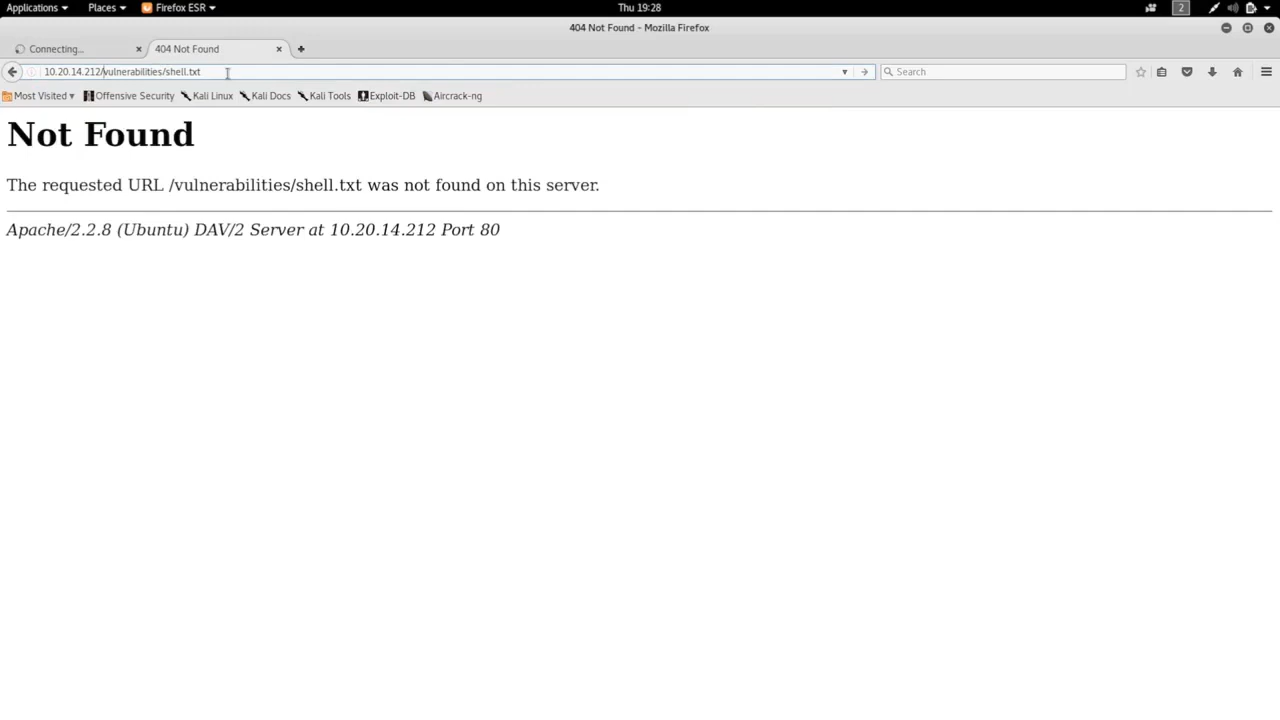 Applications Places Firefox ESR Thu 19:28 2
404 Not Found - Mozilla Firefox
Connecting... 404 Not Found
10.20.14.212/vulnerabilities/shell.txt Search
Most Visited Offensive Security Kali Linux Kali Docs Kali Tools Exploit-DB Aircrack-ng
Not Found
The requested URL /vulnerabilities/shell.txt was not found on this server.
Apache/2.2.8 (Ubuntu) DAV/2 Server at 10.20.14.212 Port 80